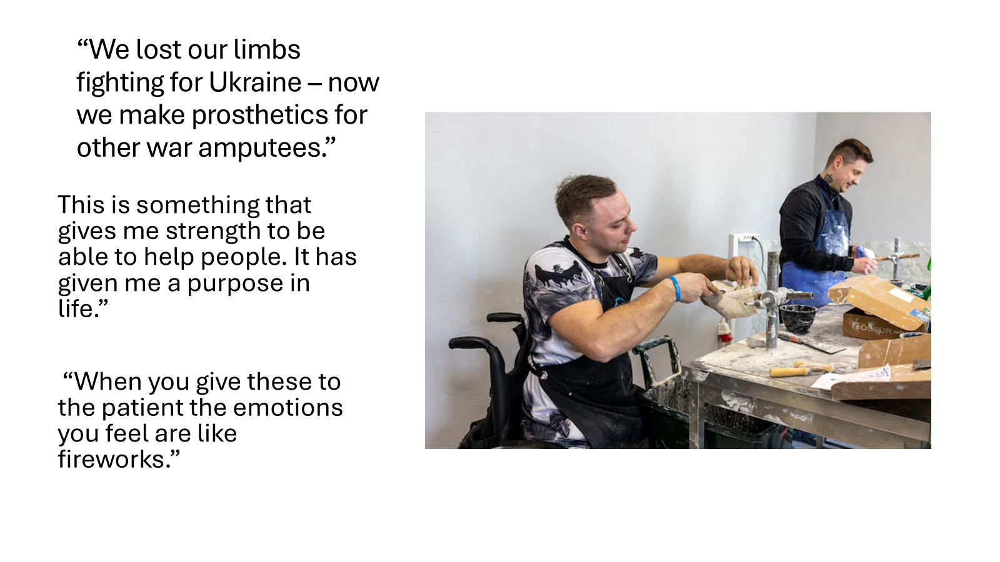 “We lost our limbs
fighting for Ukraine – now
we make prosthetics for
other war amputees.”
This is something that
gives me strength to be
able to help people. It has
given me a purpose in
life.”
“When you give these to
the patient the emotions
you feel are like
fireworks.”
ÖSSUR